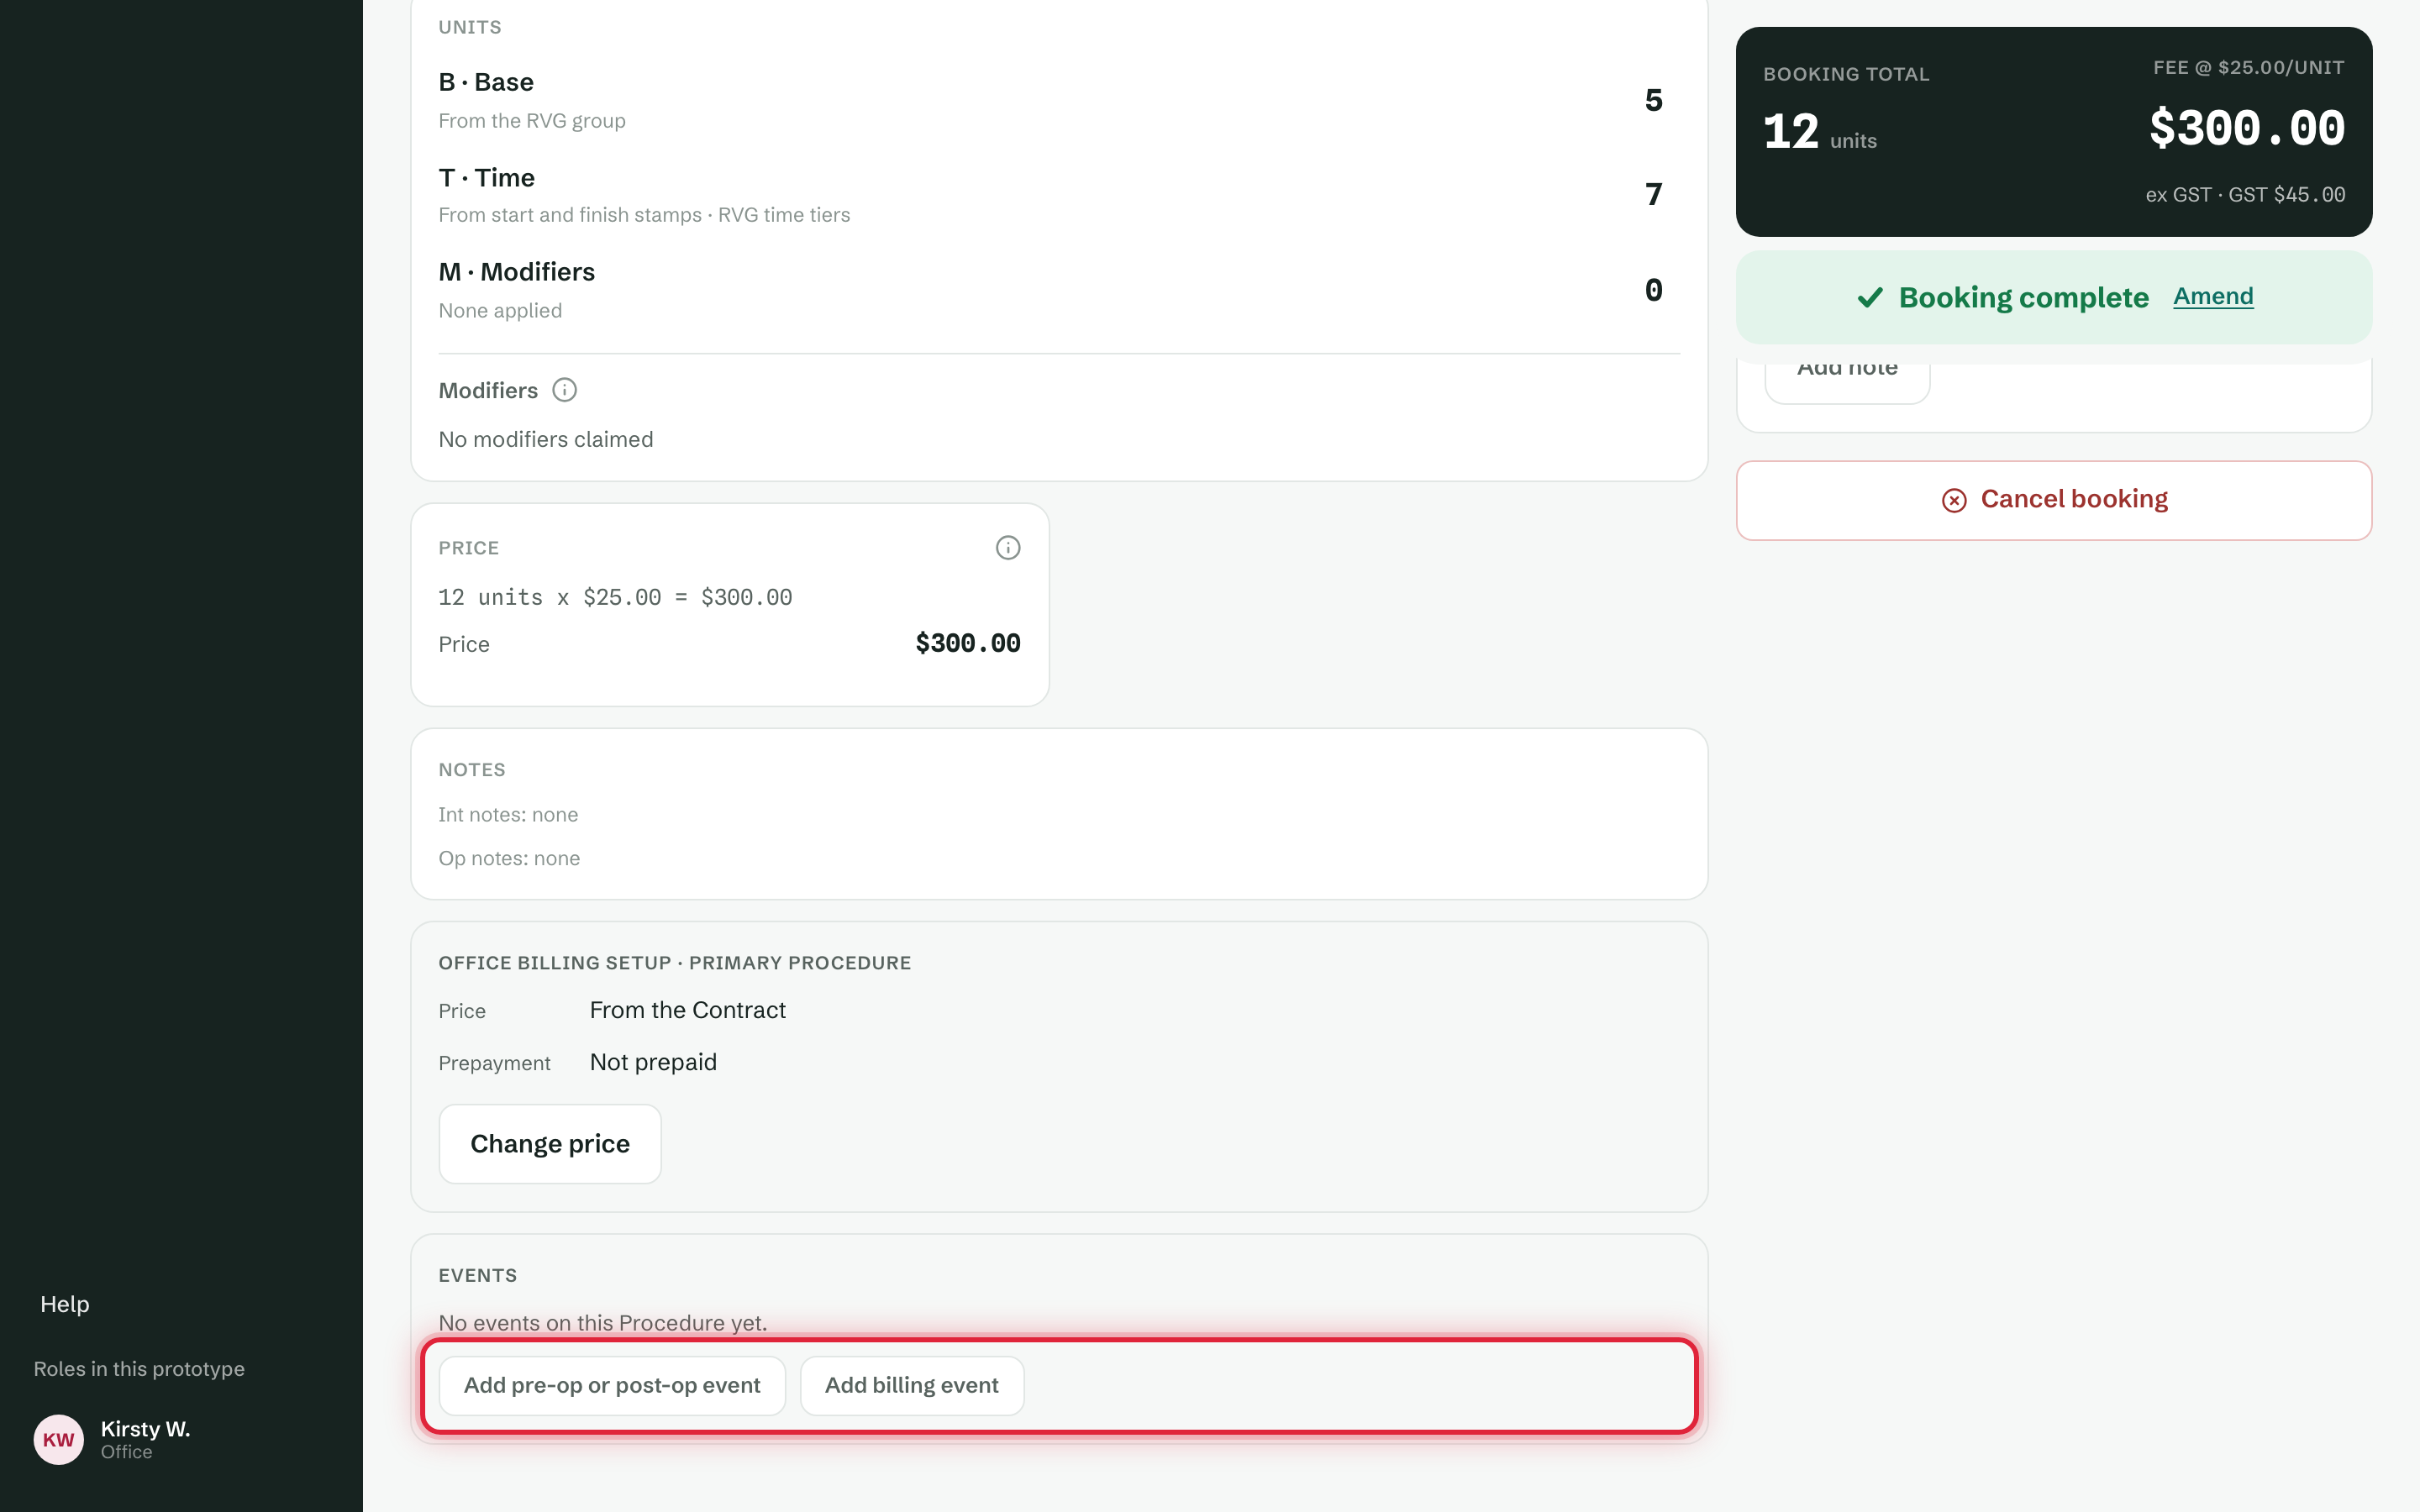 UNITS
B · Base
5
From the RVG group
T · Time
7
From start and finish stamps · RVG time tiers
M · Modifiers
0
None applied
Modifiers
No modifiers claimed
PRICE
12 units x $25.00 = $300.00
Price
$300.00
NOTES
Int notes: none
Op notes: none
OFFICE BILLING SETUP · PRIMARY PROCEDURE
Price From the Contract
Prepayment Not prepaid
Change price
EVENTS
No events on this Procedure yet.
Add pre-op or post-op event
Add billing event
BOOKING TOTAL
FEE @ $25.00/UNIT
12 units
$300.00
ex GST · GST $45.00
Booking complete Amend
Add note
Cancel booking
Help
Roles in this prototype
KW
Kirsty W.
Office